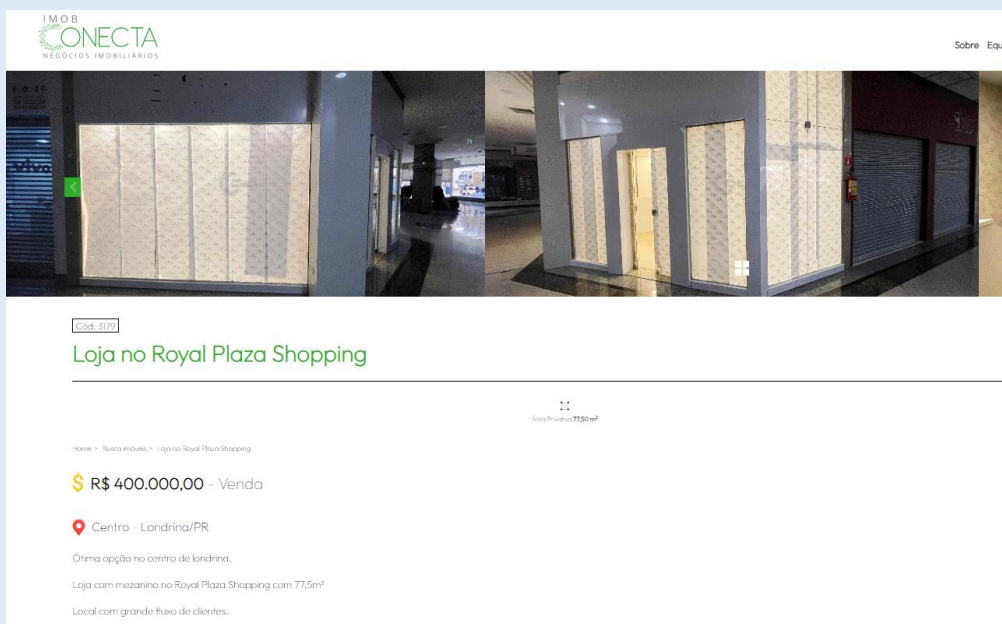 IMOB
CONECTA
NEGÓCIOS IMOBILIÁRIOS
Sobre Equ
Cód: 3179
Loja no Royal Plaza Shopping
Área Privativa 77,50 m²
Home > Busca imóveis > Loja no Royal Plaza Shopping
$ R$ 400.000,00 - Venda
Centro - Londrina/PR
Ótima opção no centro de londrina.
Loja com mezanino no Royal Plaza Shopping com 77,5m²
Local com grande fluxo de clientes.